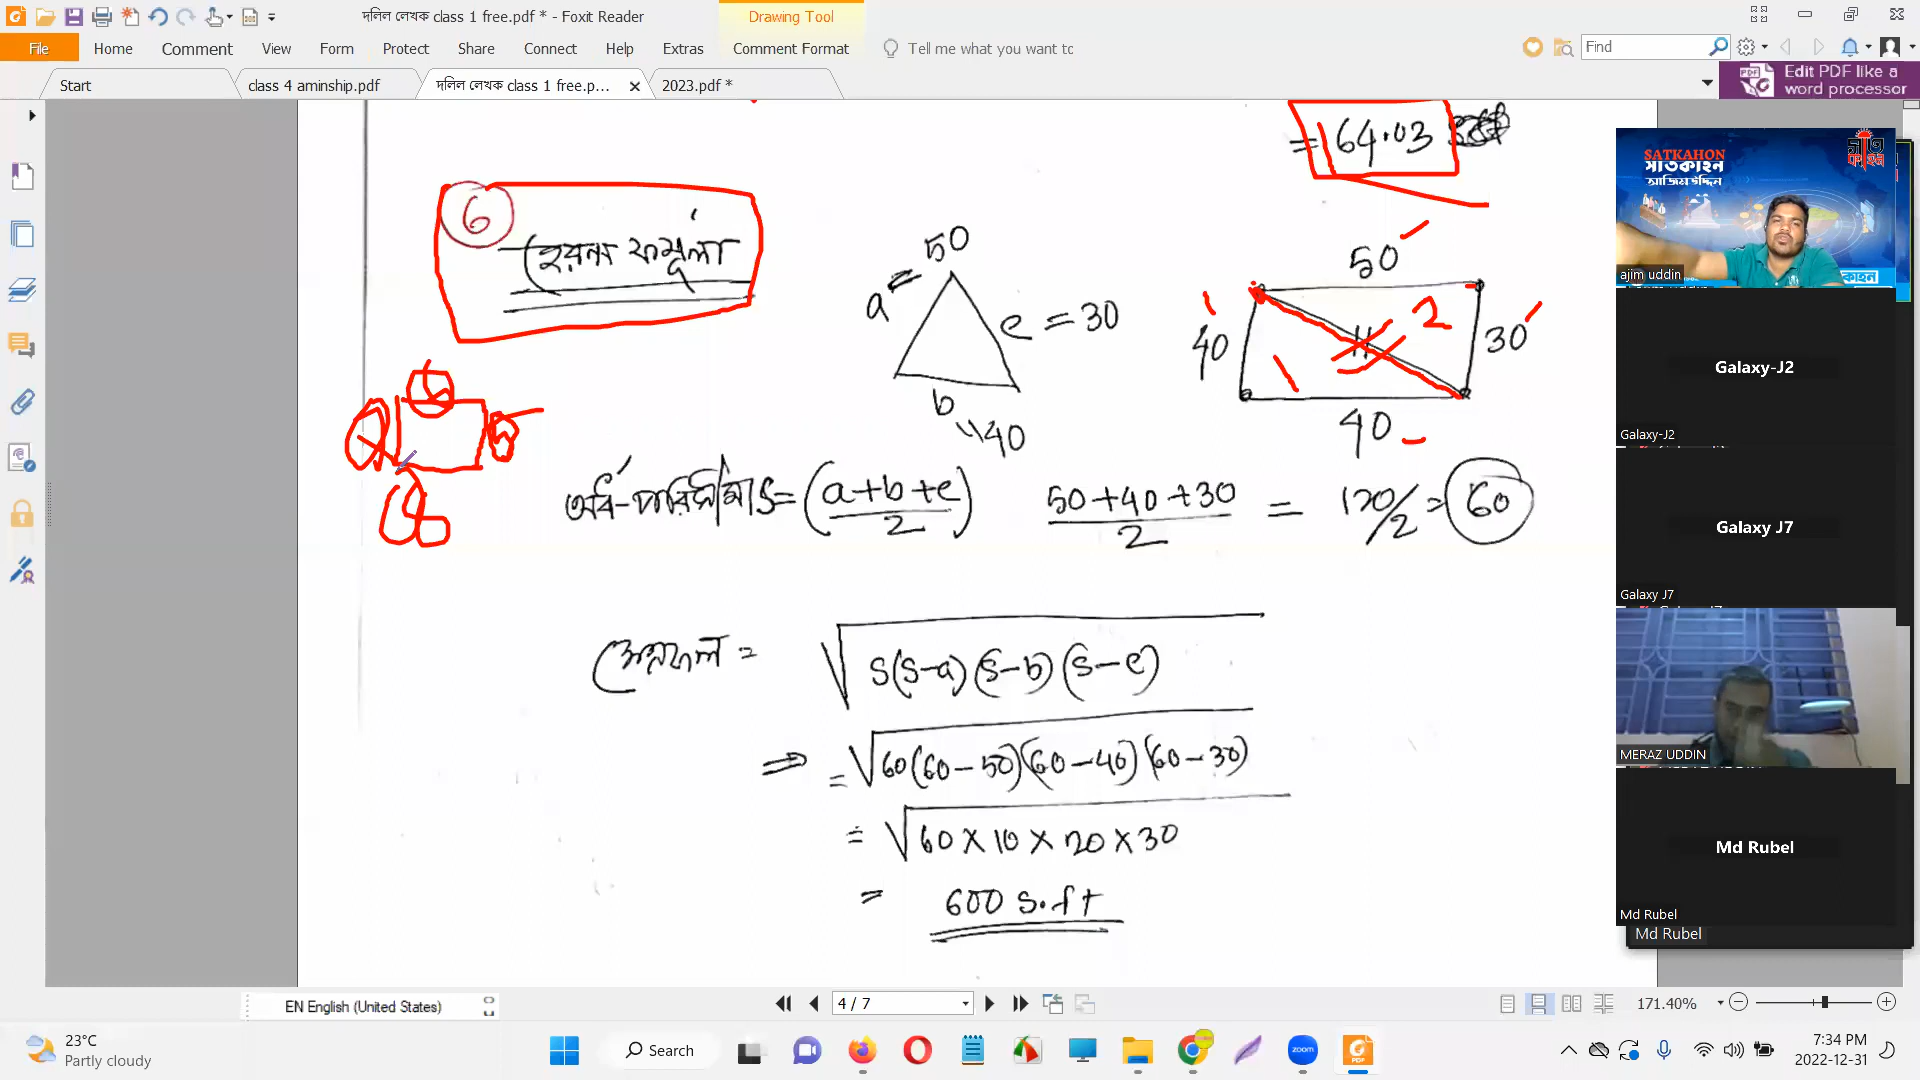 দলিল লেখক class 1 free.pdf * - Foxit Reader
Drawing Tool
File
Home
Comment
View
Form
Protect
Share
Connect
Help
Extras
Comment Format
Tell me what you want to
Find
Start
class 4 aminship.pdf
দলিল লেখক class 1 free.p...
2023.pdf *
Edit PDF like a
word processor
= 64.03
6
a = 50
b = 40
c = 30
50
40
30
40
2
= (a+b+c)/2
50+40+30/2 = 120/2 = 60
ক্ষেত্রফল = √s(s-a)(s-b)(s-c)
⇒ = √60(60-50)(60-40)(60-30)
= √60×10×20×30
= 600 s.ft
SATKAHON
সাতকাহন
আজিম উদ্দিন
ajim uddin
Galaxy-J2
Galaxy-J2
Galaxy J7
Galaxy J7
MERAZ UDDIN
Md Rubel
Md Rubel
Md Rubel
EN English (United States)
4 / 7
171.40%
23°C
Partly cloudy
Search
zoom
7:34 PM
2022-12-31